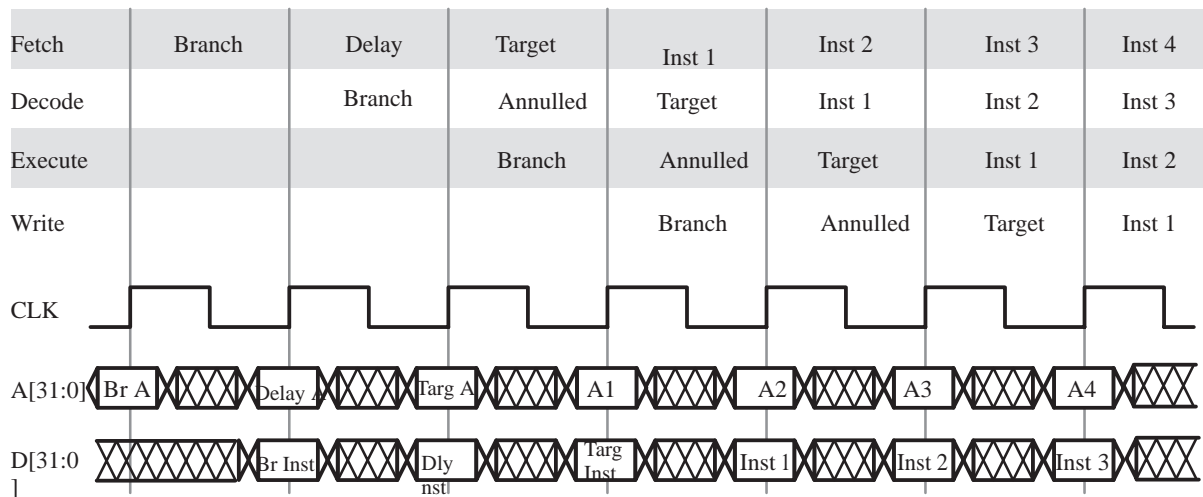 Fetch Branch Delay Target Inst 1 Inst 2 Inst 3 Inst 4
Decode Branch Annulled Target Inst 1 Inst 2 Inst 3
Execute Branch Annulled Target Inst 1 Inst 2
Write Branch Annulled Target Inst 1
CLK
A[31:0] Br A Delay A Targ A A1 A2 A3 A4
D[31:0 Br Inst Dly Targ Inst Inst 1 Inst 2 Inst 3
] nst